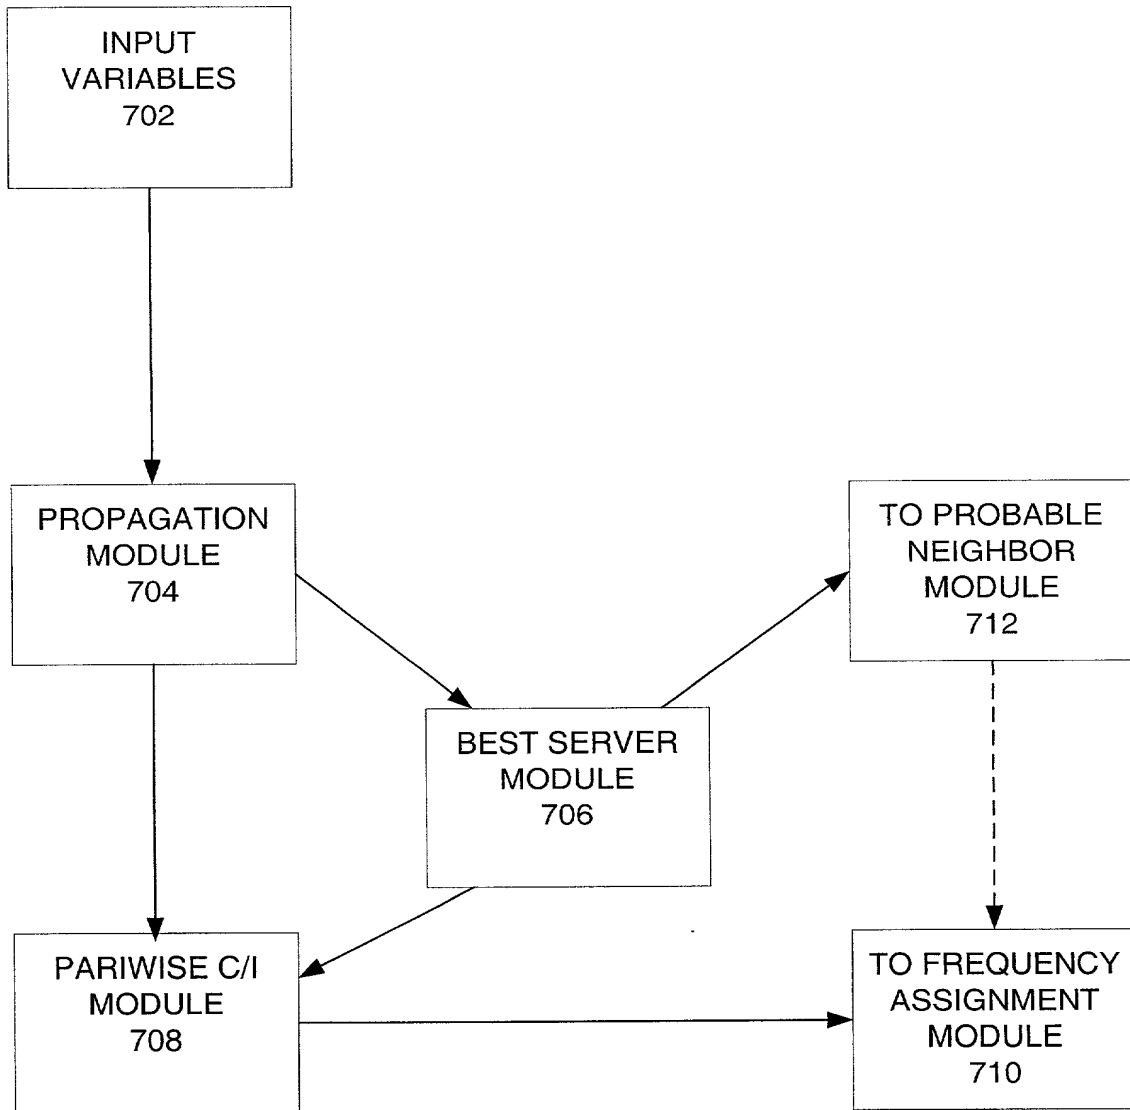 INPUT
VARIABLES
702
PROPAGATION
MODULE
704
TO PROBABLE
NEIGHBOR
MODULE
712
BEST SERVER
MODULE
706
PARIWISE C/I
MODULE
708
TO FREQUENCY
ASSIGNMENT
MODULE
710